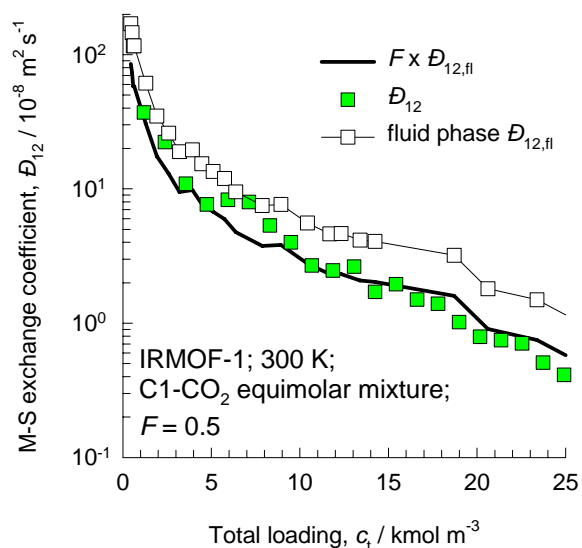 10²
10¹
10⁰
10⁻¹
M-S exchange coefficient, Đ₁₂ / 10⁻⁸ m² s⁻¹
F x Đ₁₂,fl
Đ₁₂
fluid phase Đ₁₂,fl
IRMOF-1; 300 K;
C1-CO₂ equimolar mixture;
F = 0.5
0 5 10 15 20 25
Total loading, cₜ / kmol m⁻³